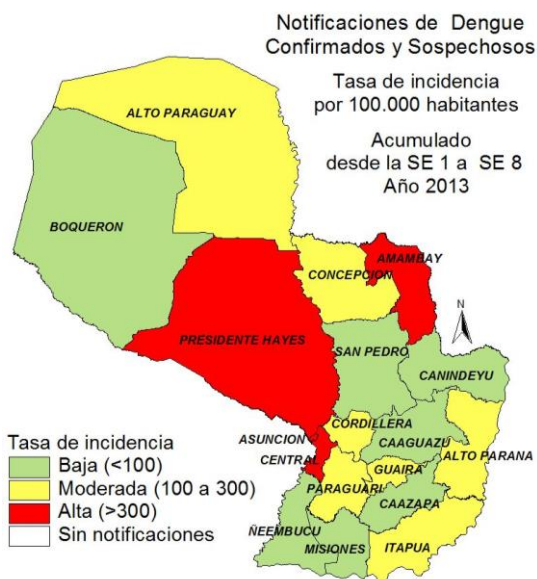 Notificaciones de Dengue
Confirmados y Sospechosos
Tasa de incidencia
por 100.000 habitantes
Acumulado
desde la SE 1 a SE 8
Año 2013
ALTO PARAGUAY
BOQUERON
CONCEPCION
AMAMBAY
N
PRESIDENTE HAYES
SAN PEDRO
CANINDEYU
CORDILLERA
ASUNCION
CAAGUAZU
CENTRAL
ALTO PARANA
GUAIRA
PARAGUARI
CAAZAPA
ÑEEMBUCU
MISIONES
ITAPUA
Tasa de incidencia
Baja (<100)
Moderada (100 a 300)
Alta (>300)
Sin notificaciones